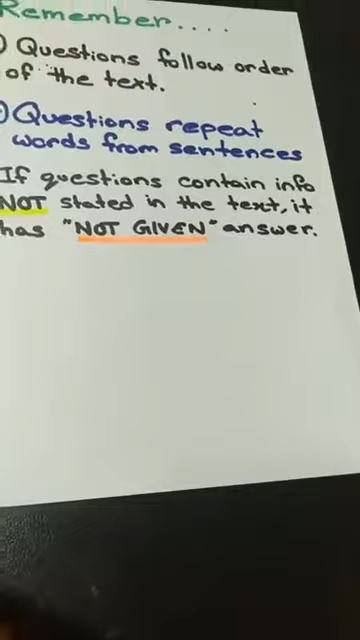 Remember....
) Questions follow order
of the text.
) Questions repeat
words from sentences
If questions contain info
NOT stated in the text, it
has "NOT GIVEN" answer.